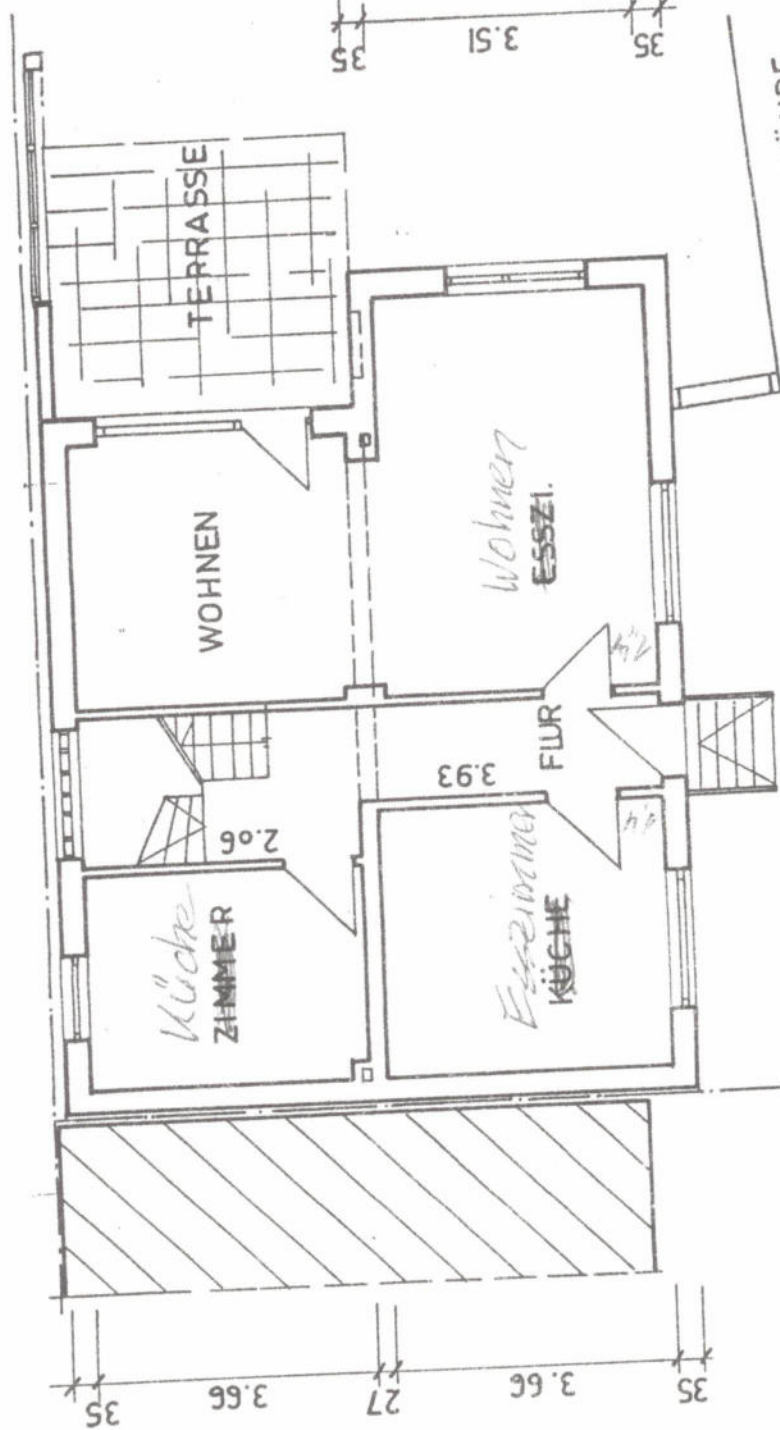 35
3.51
35
TERRASSE
WOHNEN
Wohnen
ESSZI.
FLUR
3.93
2.06
Küche
ZIMMER
Esszimmer
KÜCHE
35
3.66
27
3.66
35